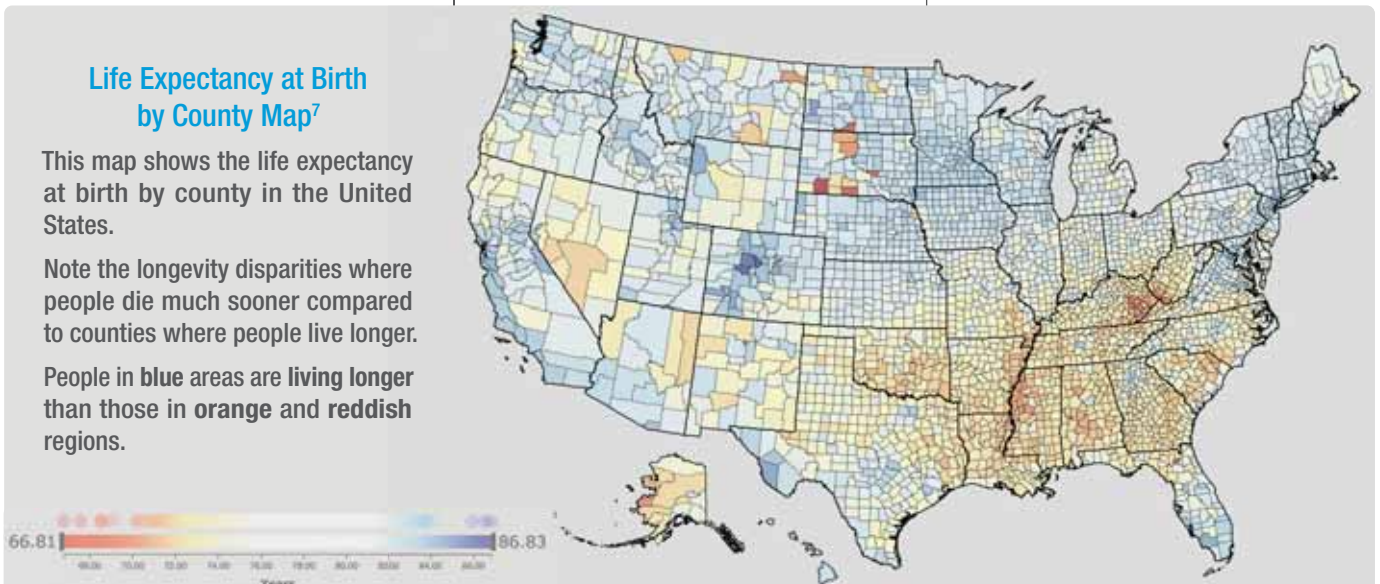 Life Expectancy at Birth
by County Map7
This map shows the life expectancy
at birth by county in the United
States.
Note the longevity disparities where
people die much sooner compared
to counties where people live longer.
People in blue areas are living longer
than those in orange and reddish
regions.
66.81
86.83